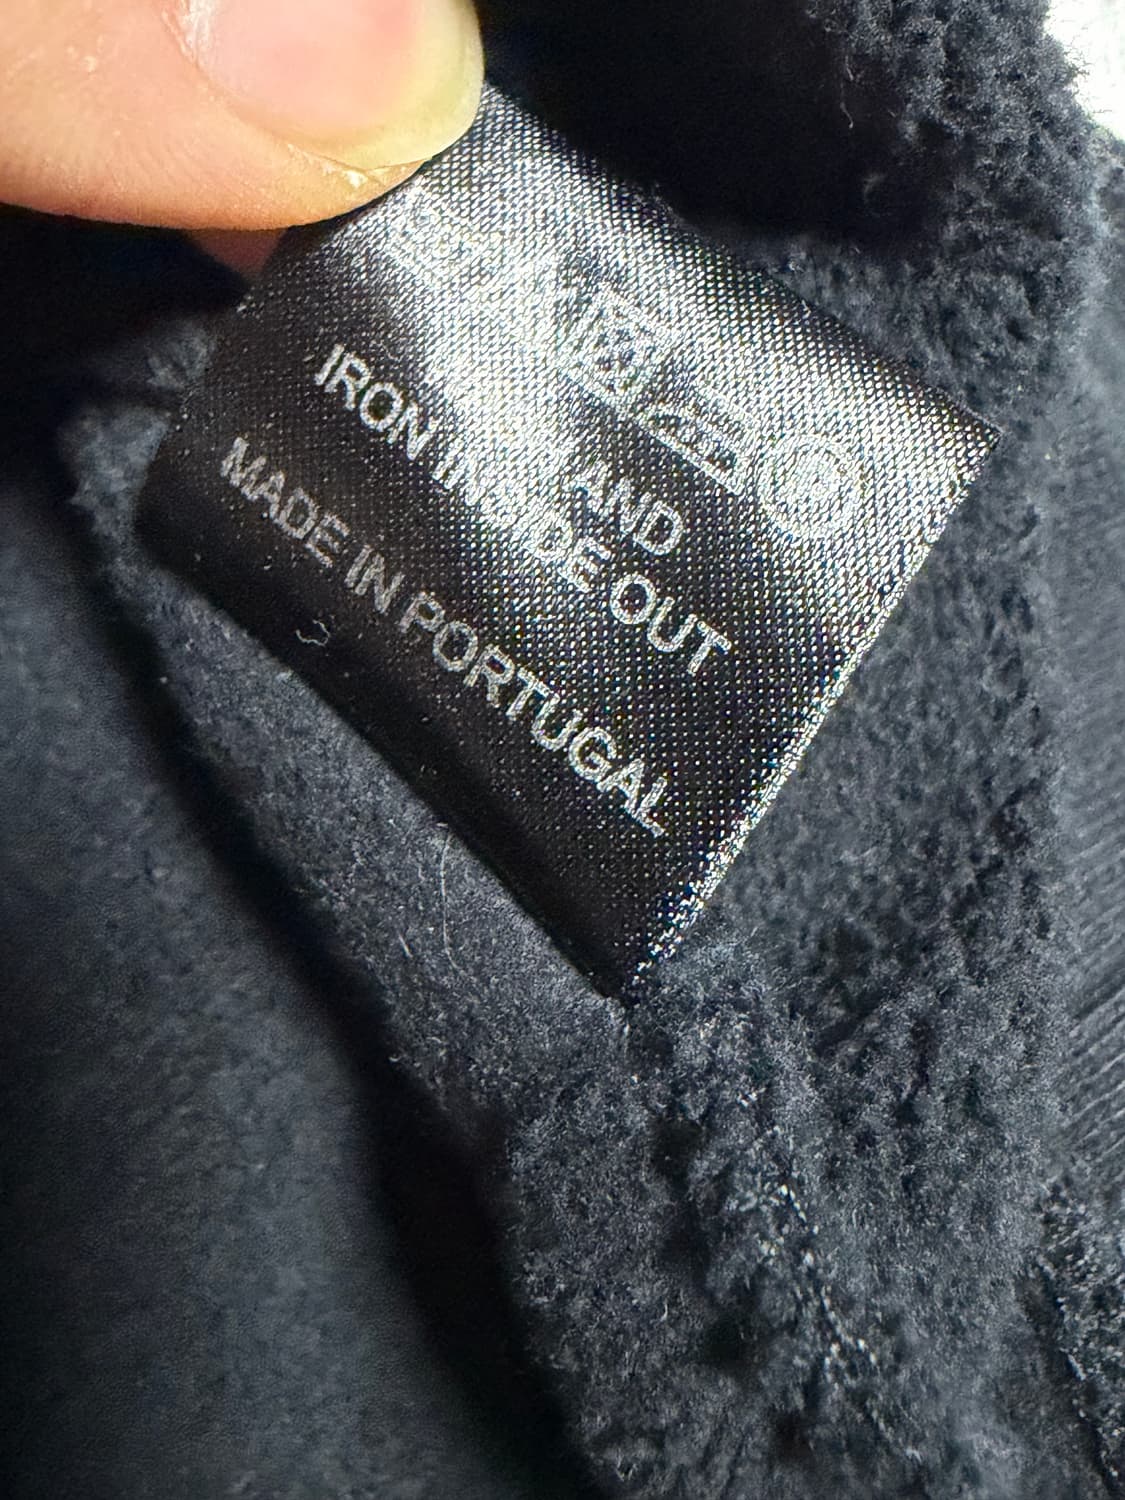 AND
IRON INSIDE OUT
MADE IN PORTUGAL